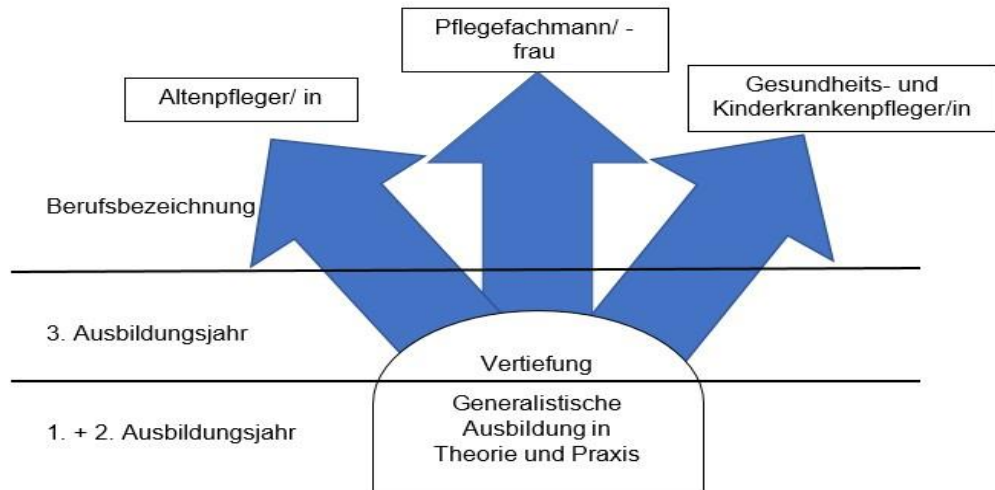 Pflegefachmann/ -
frau
Altenpfleger/ in
Gesundheits- und
Kinderkrankenpfleger/in
Berufsbezeichnung
3. Ausbildungsjahr
Vertiefung
1. + 2. Ausbildungsjahr
Generalistische
Ausbildung in
Theorie und Praxis